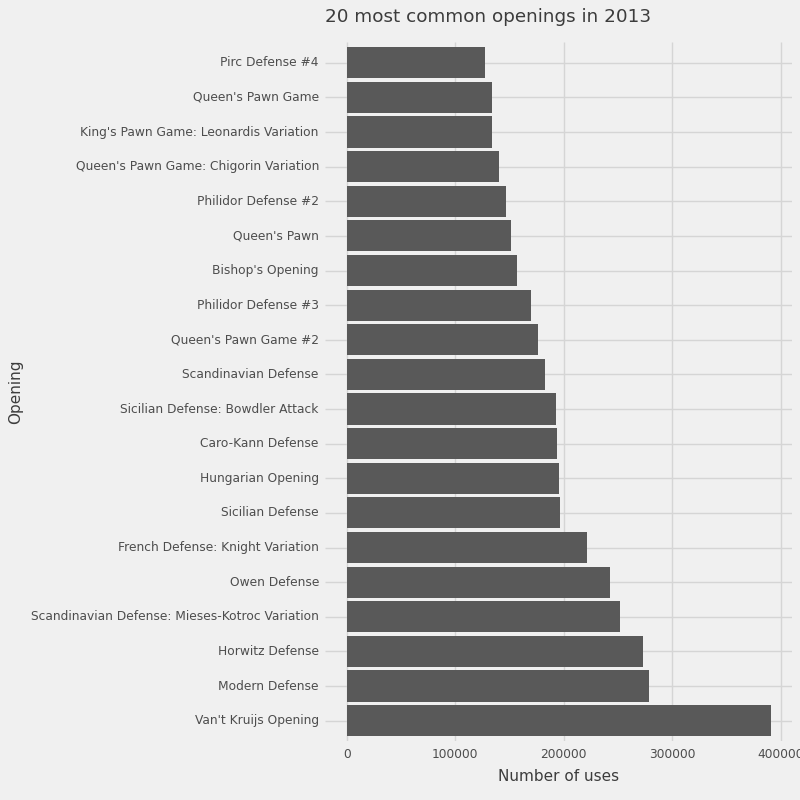 20 most common openings in 2013
Pirc Defense #4
Queen's Pawn Game
King's Pawn Game: Leonardis Variation
Queen's Pawn Game: Chigorin Variation
Philidor Defense #2
Queen's Pawn
Bishop's Opening
Philidor Defense #3
Queen's Pawn Game #2
Scandinavian Defense
Sicilian Defense: Bowdler Attack
Caro-Kann Defense
Hungarian Opening
Sicilian Defense
French Defense: Knight Variation
Owen Defense
Scandinavian Defense: Mieses-Kotroc Variation
Horwitz Defense
Modern Defense
Van't Kruijs Opening
Opening
0 100000 200000 300000 400000
Number of uses